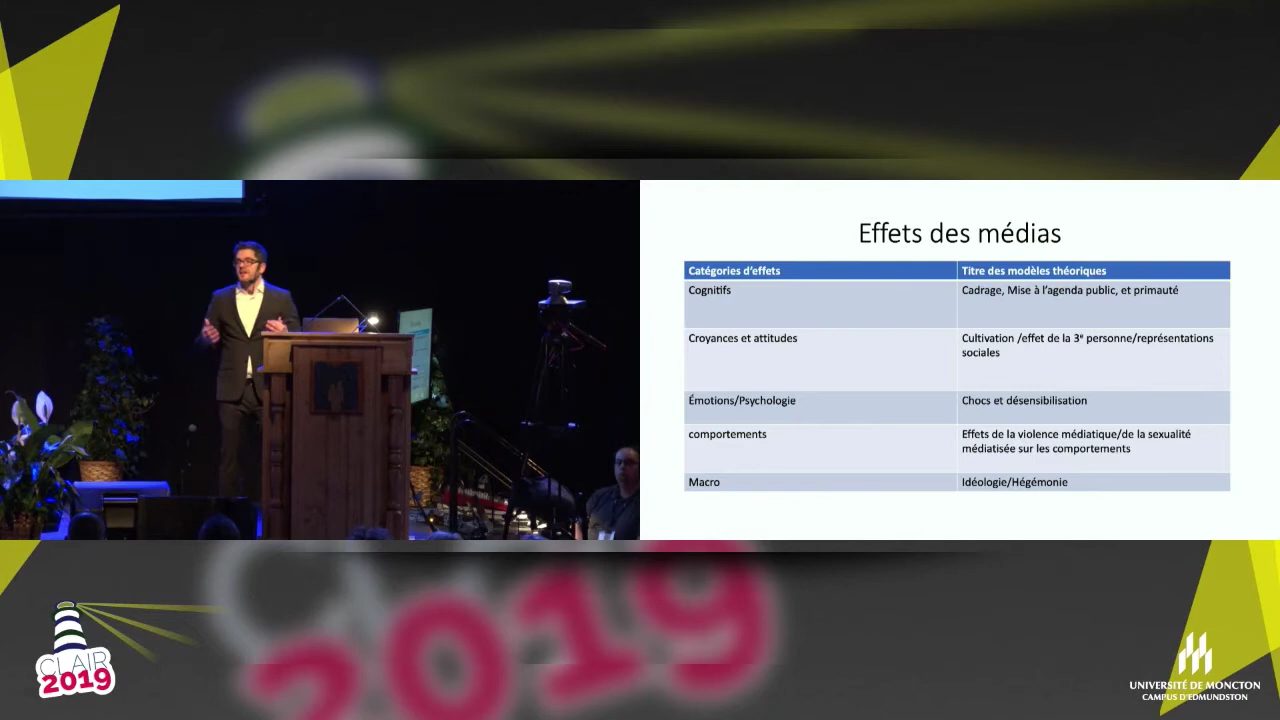 Effets des médias
Catégories d'effets
Titre des modèles théoriques
Cognitifs
Cadrage, Mise à l'agenda public, et primauté
Croyances et attitudes
Cultivation /effet de la 3e personne/représentations
sociales
Émotions/Psychologie
Chocs et désensibilisation
comportements
Effets de la violence médiatique/de la sexualité
médiatisée sur les comportements
Macro
Idéologie/Hégémonie
CLAIR
2019
CLAIR
2019
UNIVERSITÉ DE MONCTON
CAMPUS D'EDMUNDSTON